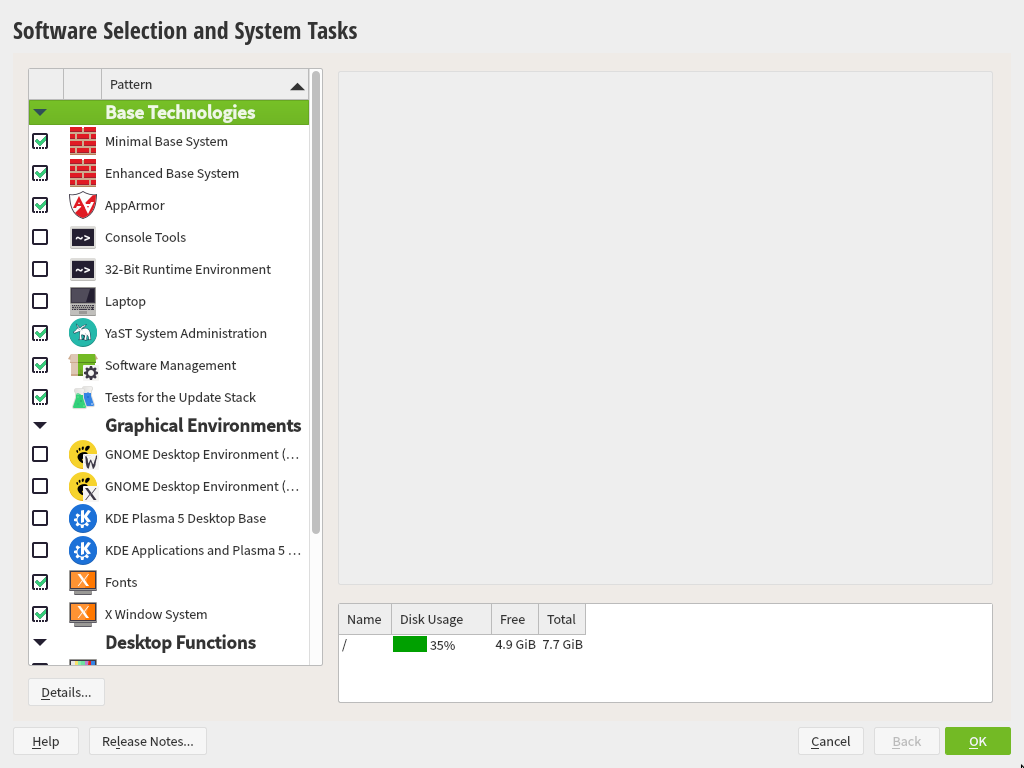 Software Selection and System Tasks
Pattern
Base Technologies
Minimal Base System
Enhanced Base System
AppArmor
Console Tools
32-Bit Runtime Environment
Laptop
YaST System Administration
Software Management
Tests for the Update Stack
Graphical Environments
GNOME Desktop Environment (...
GNOME Desktop Environment (...
KDE Plasma 5 Desktop Base
KDE Applications and Plasma 5 ...
Fonts
X Window System
Desktop Functions
Name Disk Usage Free Total
/ 35% 4.9 GiB 7.7 GiB
Details...
Help Release Notes... Cancel Back OK